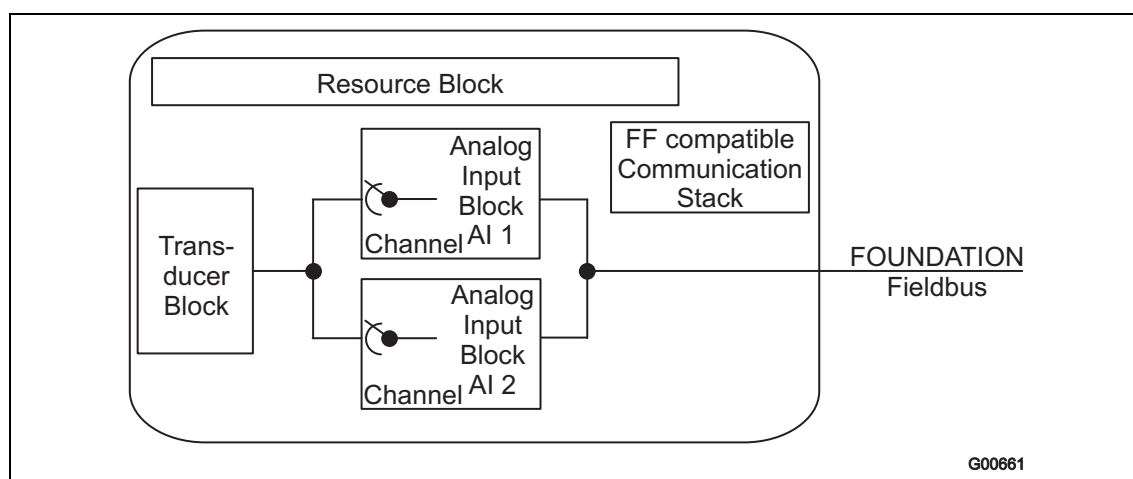 Resource Block
Analog
Input
Block
AI 1
Channel
FF compatible
Communication
Stack
Trans-
ducer
Block
Analog
Input
Block
AI 2
Channel
FOUNDATION
Fieldbus
G00661